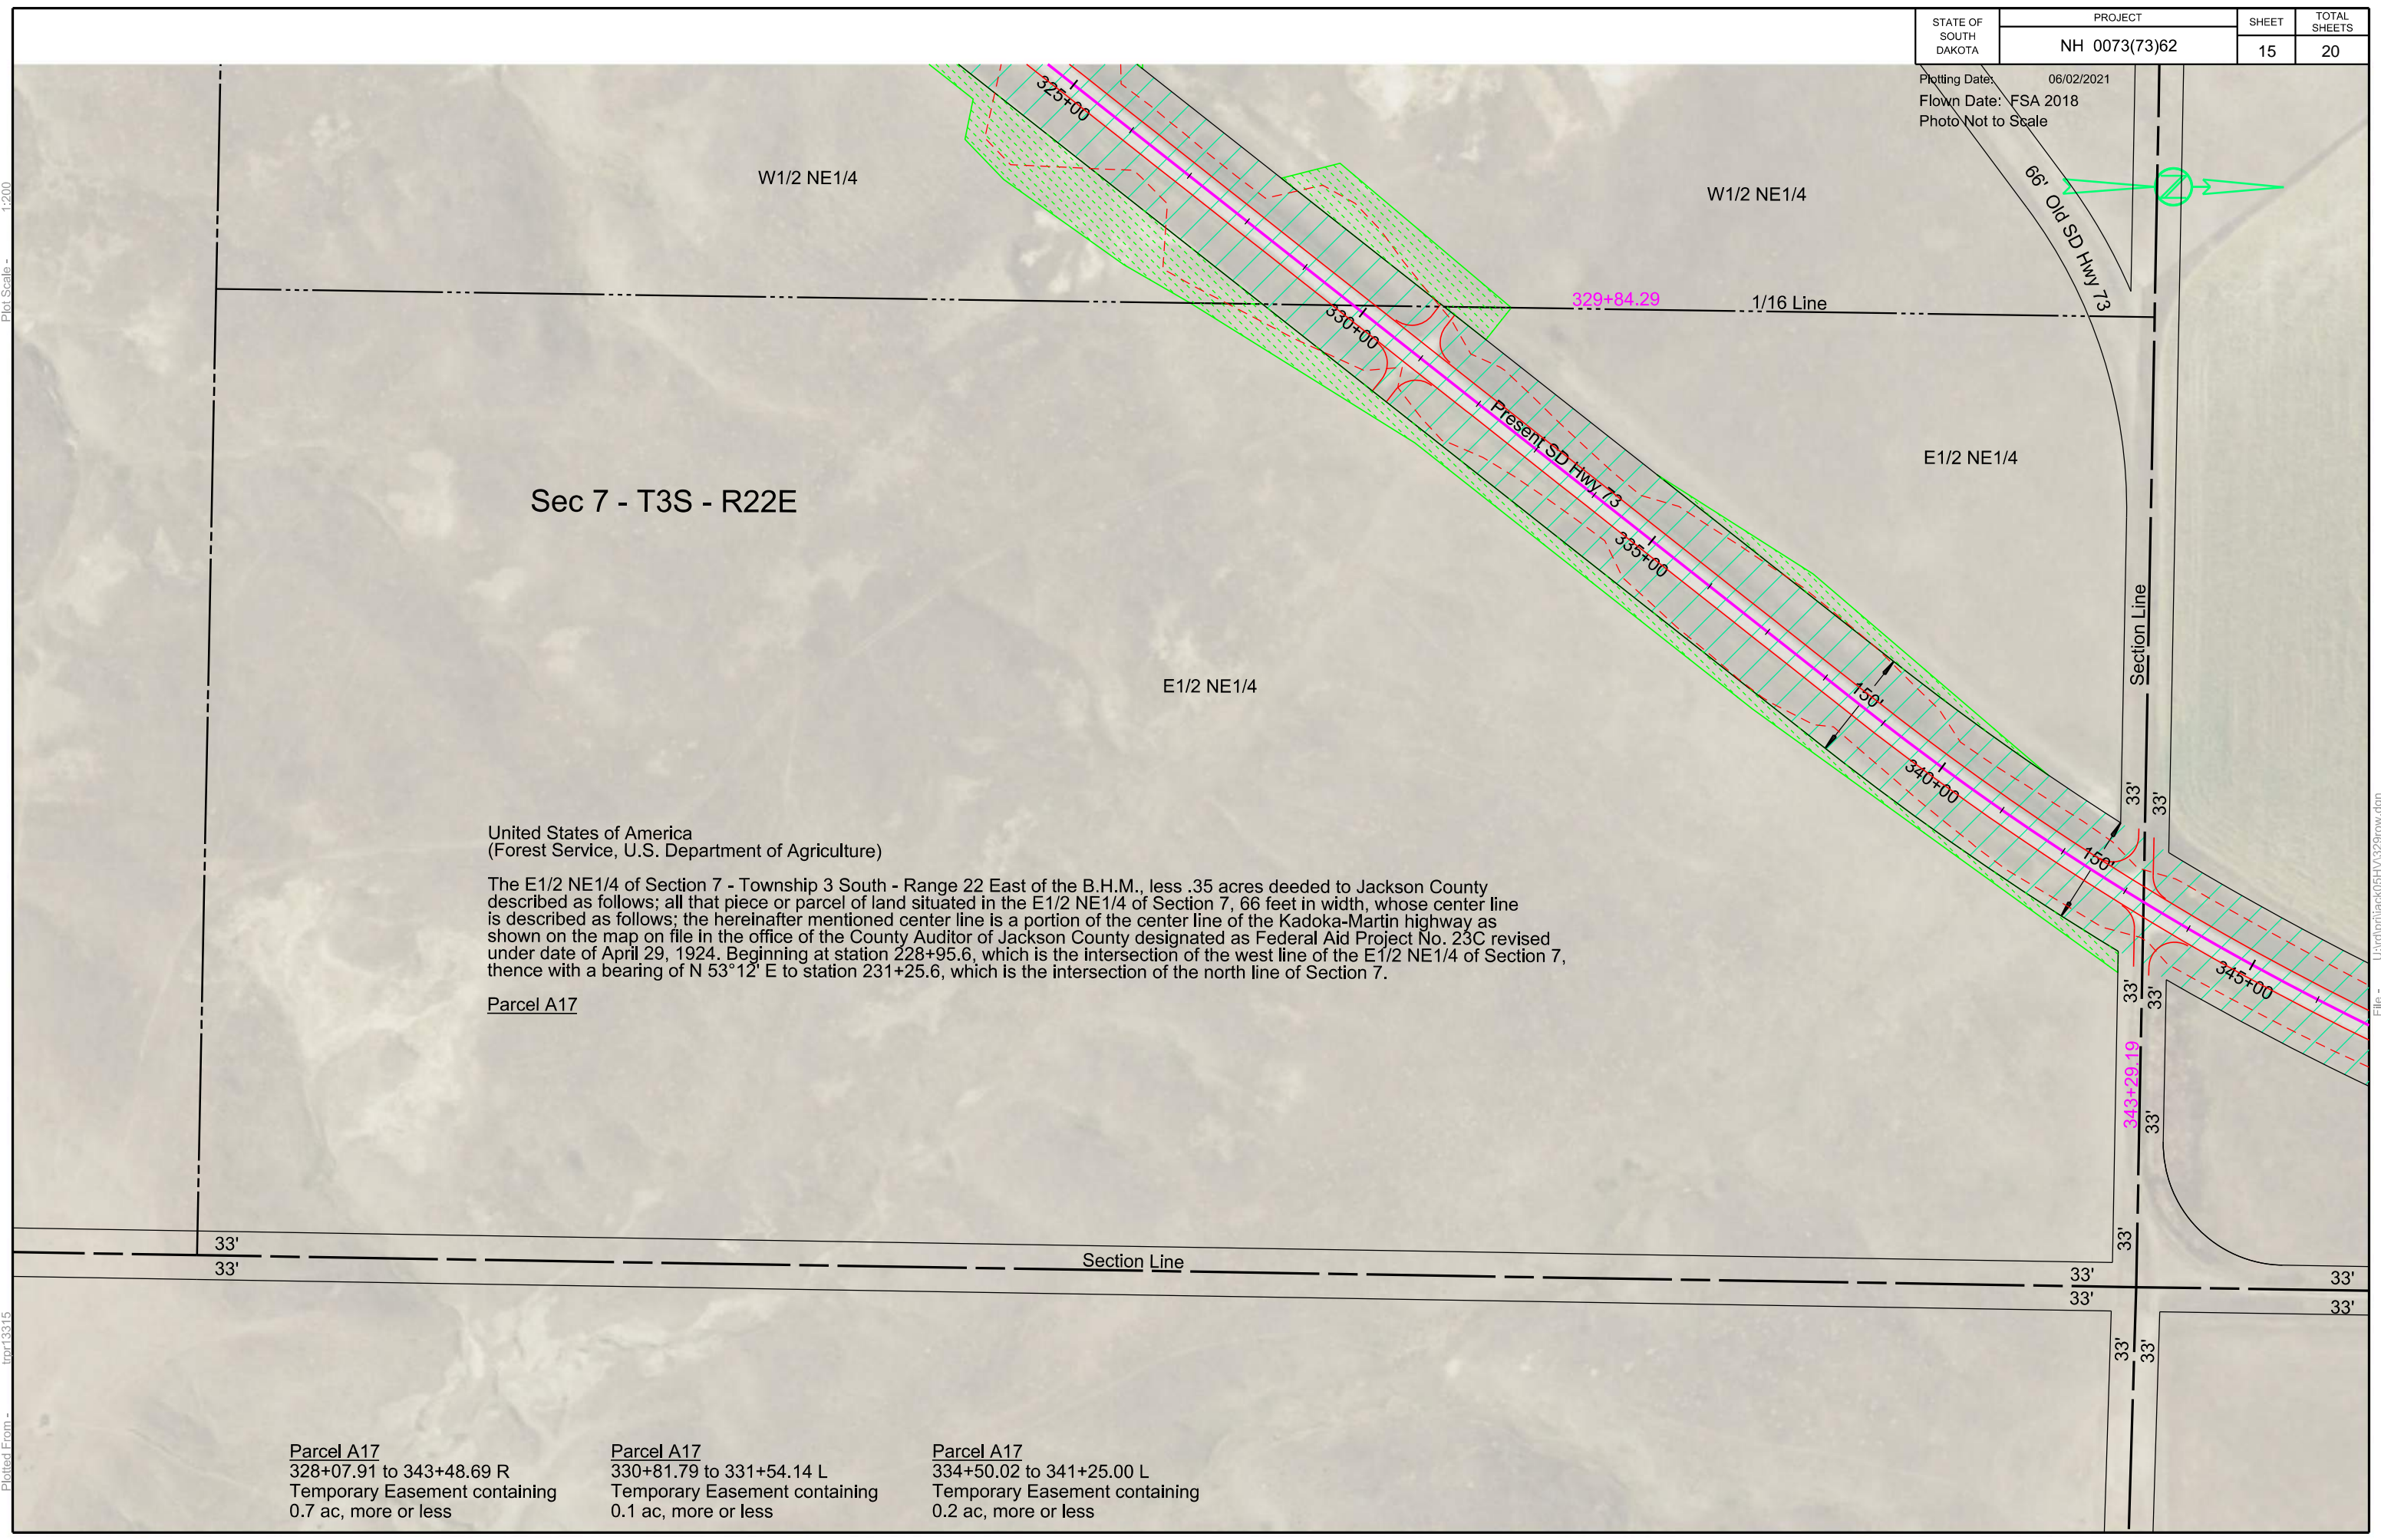 STATE OF
SOUTH
DAKOTA
PROJECT
NH 0073(73)62
SHEET
15
TOTAL
SHEETS
20
Plotting Date: 06/02/2021
Flown Date: FSA 2018
Photo Not to Scale
Plot Scale - 1:200
325+00
W1/2 NE1/4
W1/2 NE1/4
66' Old SD Hwy 73
N
329+84.29
1/16 Line
330+00
Present SD Hwy 73
E1/2 NE1/4
Sec 7 - T3S - R22E
335+00
Section Line
E1/2 NE1/4
150'
340+00
33'
33'
150'
United States of America
(Forest Service, U.S. Department of Agriculture)
The E1/2 NE1/4 of Section 7 - Township 3 South - Range 22 East of the B.H.M., less .35 acres deeded to Jackson County
described as follows; all that piece or parcel of land situated in the E1/2 NE1/4 of Section 7, 66 feet in width, whose center line
is described as follows; the hereinafter mentioned center line is a portion of the center line of the Kadoka-Martin highway as
shown on the map on file in the office of the County Auditor of Jackson County designated as Federal Aid Project No. 23C revised
under date of April 29, 1924. Beginning at station 228+95.6, which is the intersection of the west line of the E1/2 NE1/4 of Section 7,
thence with a bearing of N 53°12' E to station 231+25.6, which is the intersection of the north line of Section 7.
Parcel A17
345+00
33'
33'
343+29.19
33'
33'
33'
33'
Section Line
33'
33'
33'
33'
33'
33'
Parcel A17
328+07.91 to 343+48.69 R
Temporary Easement containing
0.7 ac, more or less
Parcel A17
330+81.79 to 331+54.14 L
Temporary Easement containing
0.1 ac, more or less
Parcel A17
334+50.02 to 341+25.00 L
Temporary Easement containing
0.2 ac, more or less
Plotted From - trpr13315